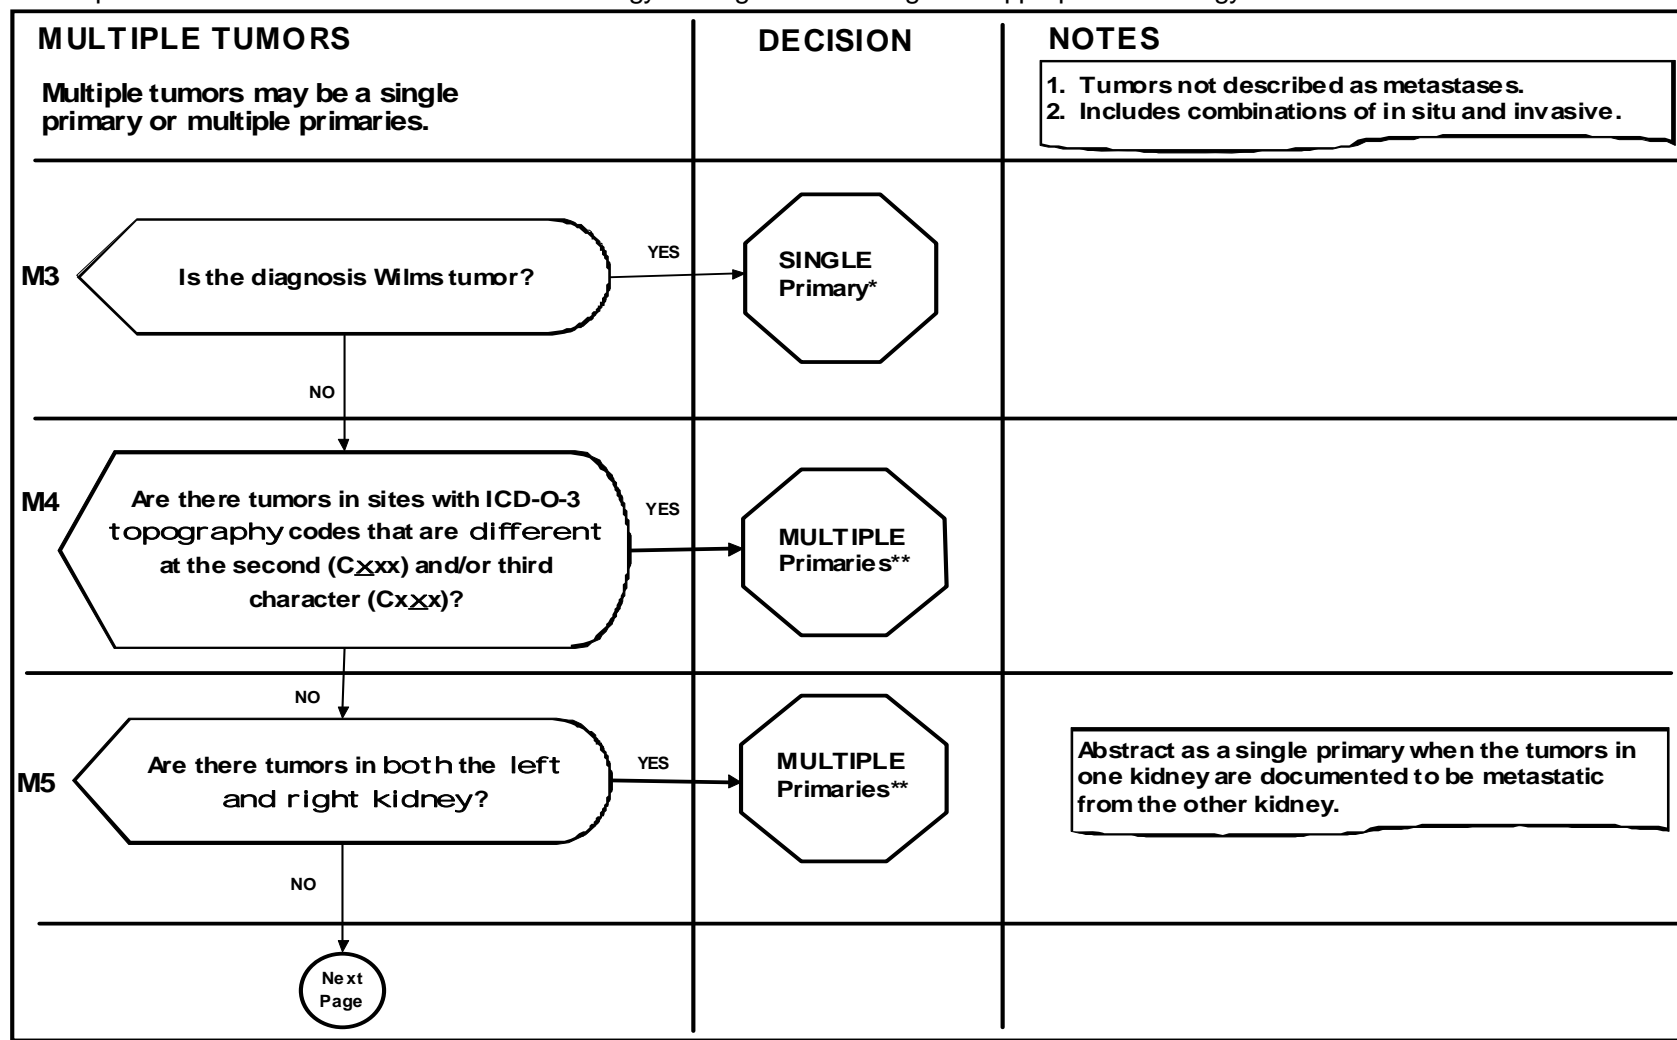 MULTIPLE TUMORS
Multiple tumors may be a single
primary or multiple primaries.
DECISION
NOTES
1. Tumors not described as metastases.
2. Includes combinations of in situ and invasive.
M3
Is the diagnosis Wilms tumor?
YES
SINGLE
Primary*
NO
M4
Are there tumors in sites with ICD-O-3
topography codes that are different
at the second (Cxxx) and/or third
character (Cxxx)?
YES
MULTIPLE
Primaries**
NO
M5
Are there tumors in both the left
and right kidney?
YES
MULTIPLE
Primaries**
Abstract as a single primary when the tumors in
one kidney are documented to be metastatic
from the other kidney.
NO
Next
Page